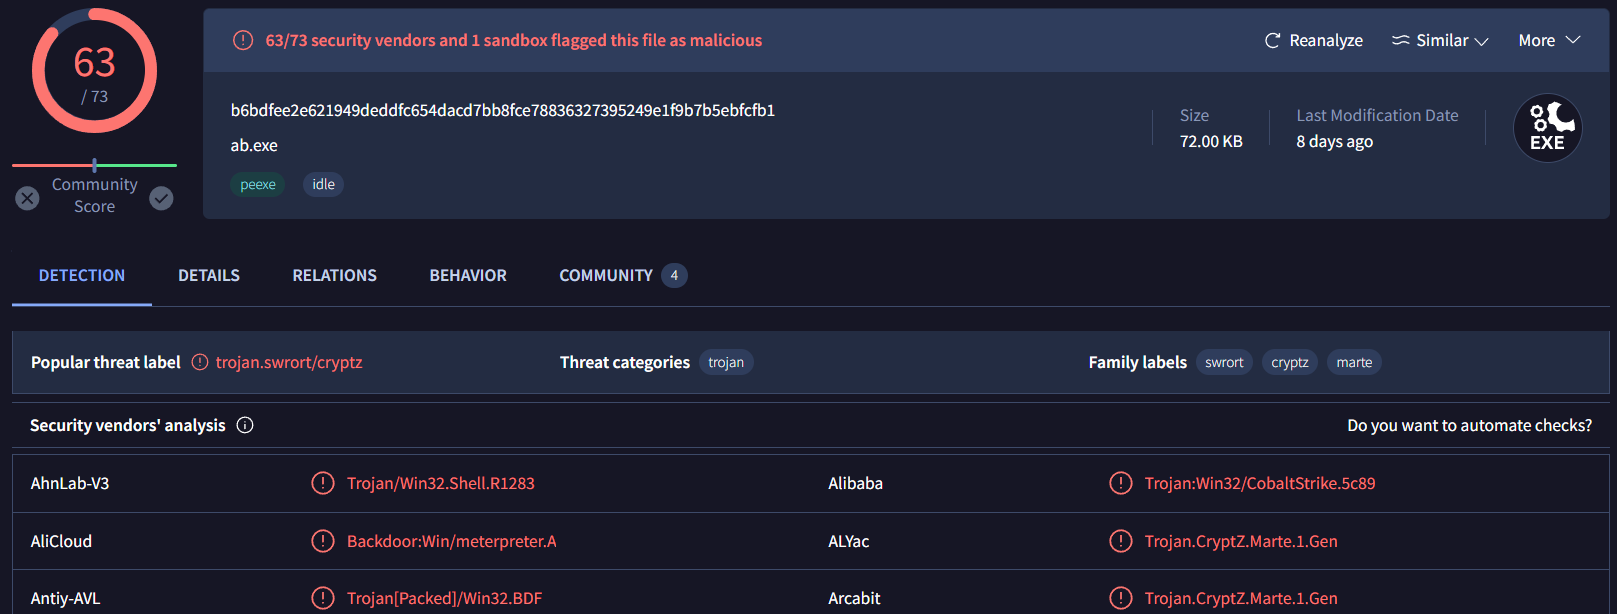 63
/ 73
Community
Score
63/73 security vendors and 1 sandbox flagged this file as malicious
Reanalyze
Similar
More
b6bdfee2e621949deddfc654dacd7bb8fce78836327395249e1f9b7b5ebfcfb1
ab.exe
peexe
idle
Size
72.00 KB
Last Modification Date
8 days ago
EXE
DETECTION
DETAILS
RELATIONS
BEHAVIOR
COMMUNITY 4
Popular threat label trojan.swrort/cryptz
Threat categories trojan
Family labels swrort cryptz marte
Security vendors' analysis
Do you want to automate checks?
AhnLab-V3 Trojan/Win32.Shell.R1283
Alibaba Trojan:Win32/CobaltStrike.5c89
AliCloud Backdoor:Win/meterpreter.A
ALYac Trojan.CryptZ.Marte.1.Gen
Antiy-AVL Trojan[Packed]/Win32.BDF
Arcabit Trojan.CryptZ.Marte.1.Gen